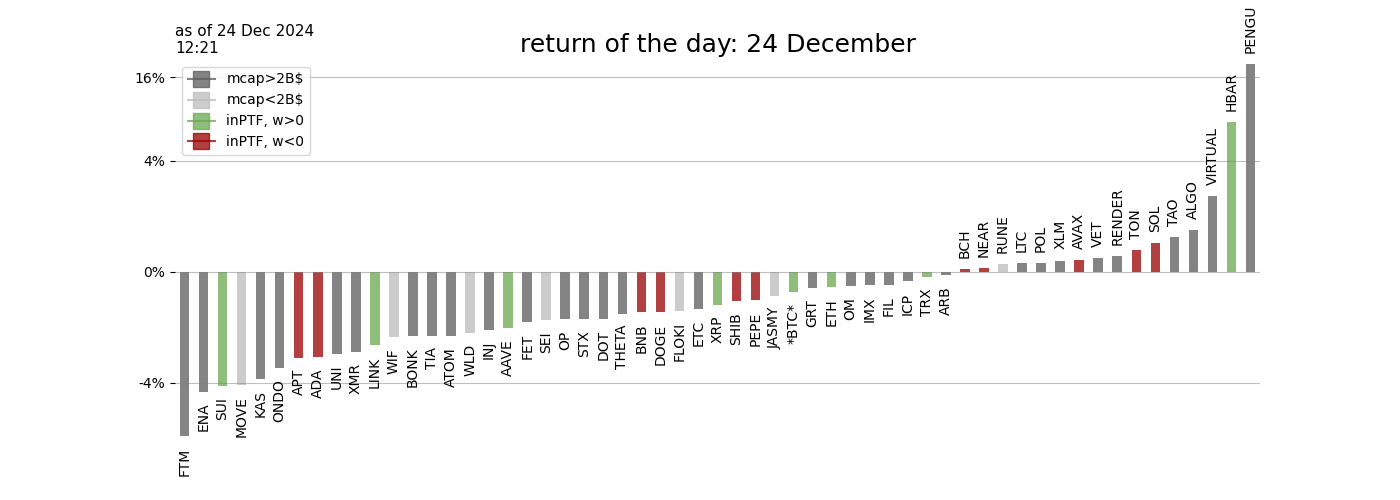 as of 24 Dec 2024
12:21
return of the day: 24 December
16%
4%
0%
-4%
mcap>2B$
mcap<2B$
inPTF, w>0
inPTF, w<0
FTM
ENA
SUI
MOVE
KAS
ONDO
APT
ADA
UNI
XMR
LINK
WIF
BONK
TIA
ATOM
WLD
INJ
AAVE
FET
SEI
OP
STX
DOT
THETA
BNB
DOGE
FLOKI
ETC
XRP
SHIB
PEPE
JASMY
*BTC*
GRT
ETH
OM
IMX
FIL
ICP
TRX
ARB
BCH
NEAR
RUNE
LTC
POL
XLM
AVAX
VET
RENDER
TON
SOL
TAO
ALGO
VIRTUAL
HBAR
PENGU